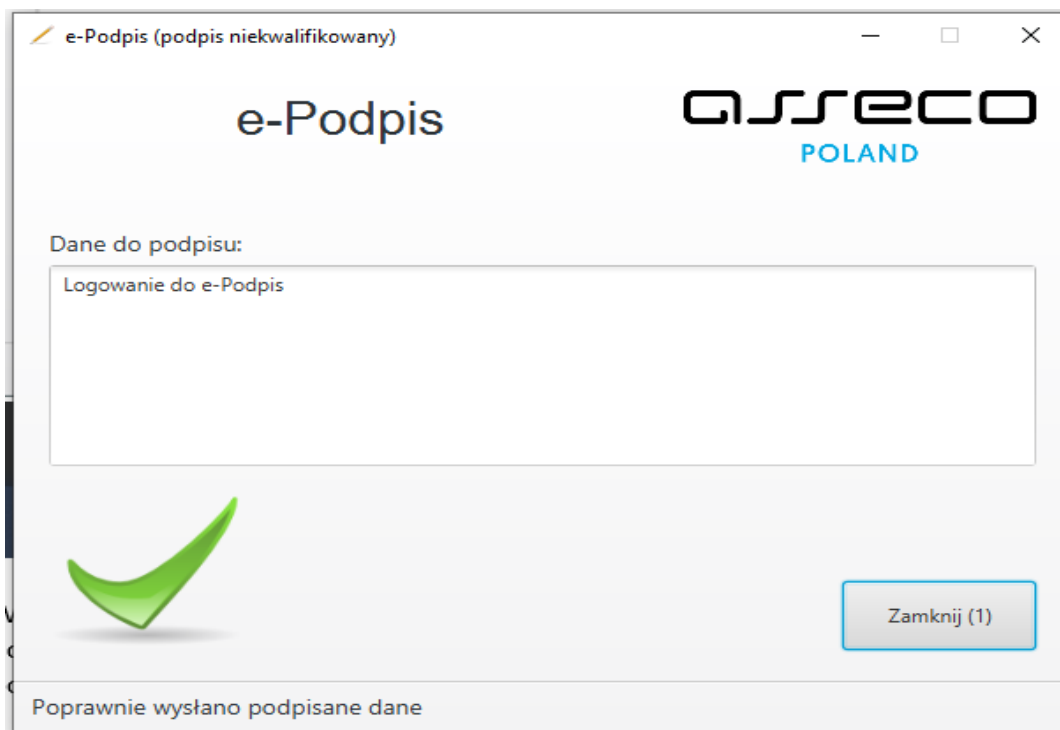 e-Podpis (podpis niekwalifikowany)
e-Podpis
asseco
POLAND
Dane do podpisu:
Logowanie do e-Podpis
Zamknij (1)
Poprawnie wysłano podpisane dane